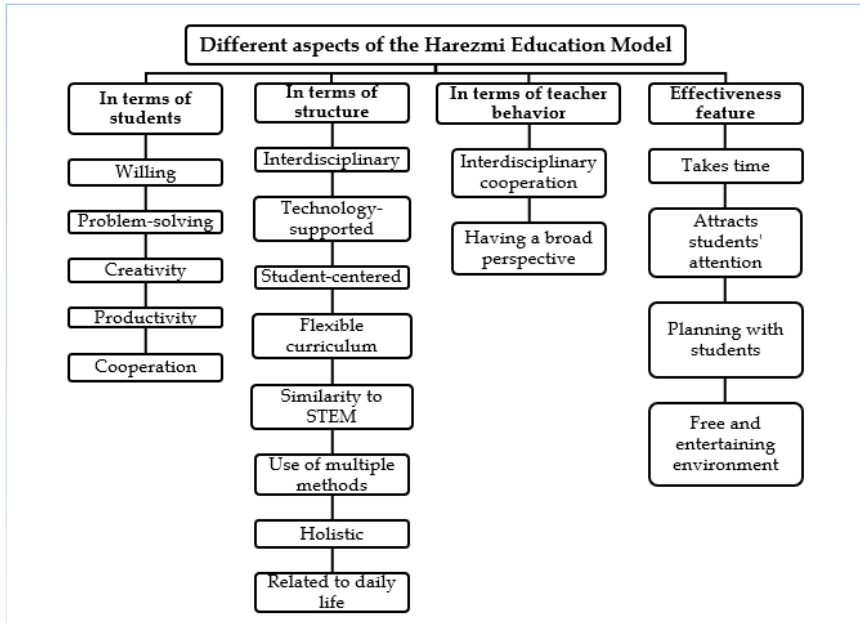 Different aspects of the Harezmi Education Model
In terms of
students
Willing
Problem-solving
Creativity
Productivity
Cooperation
In terms of
structure
Interdisciplinary
Technology-
supported
Student-centered
Flexible
curriculum
Similarity to
STEM
Use of multiple
methods
Holistic
Related to daily
life
In terms of teacher
behavior
Interdisciplinary
cooperation
Having a broad
perspective
Effectiveness
feature
Takes time
Attracts
students'
attention
Planning with
students
Free and
entertaining
environment